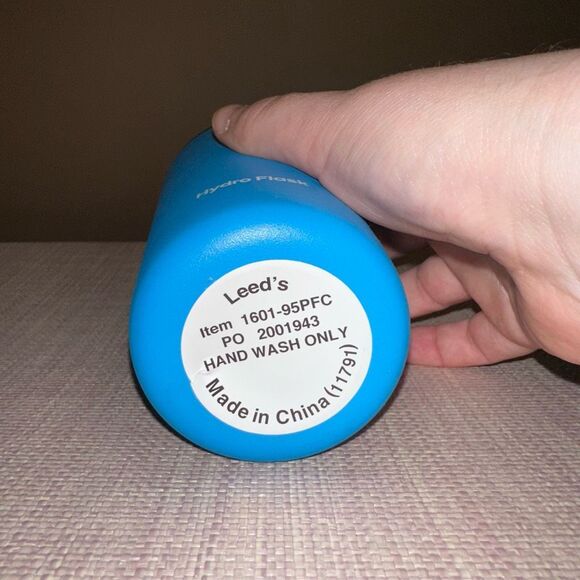 Hydro Flask
Leed's
Item 1601-95PFC
PO 2001943
HAND WASH ONLY
Made in China (11791)